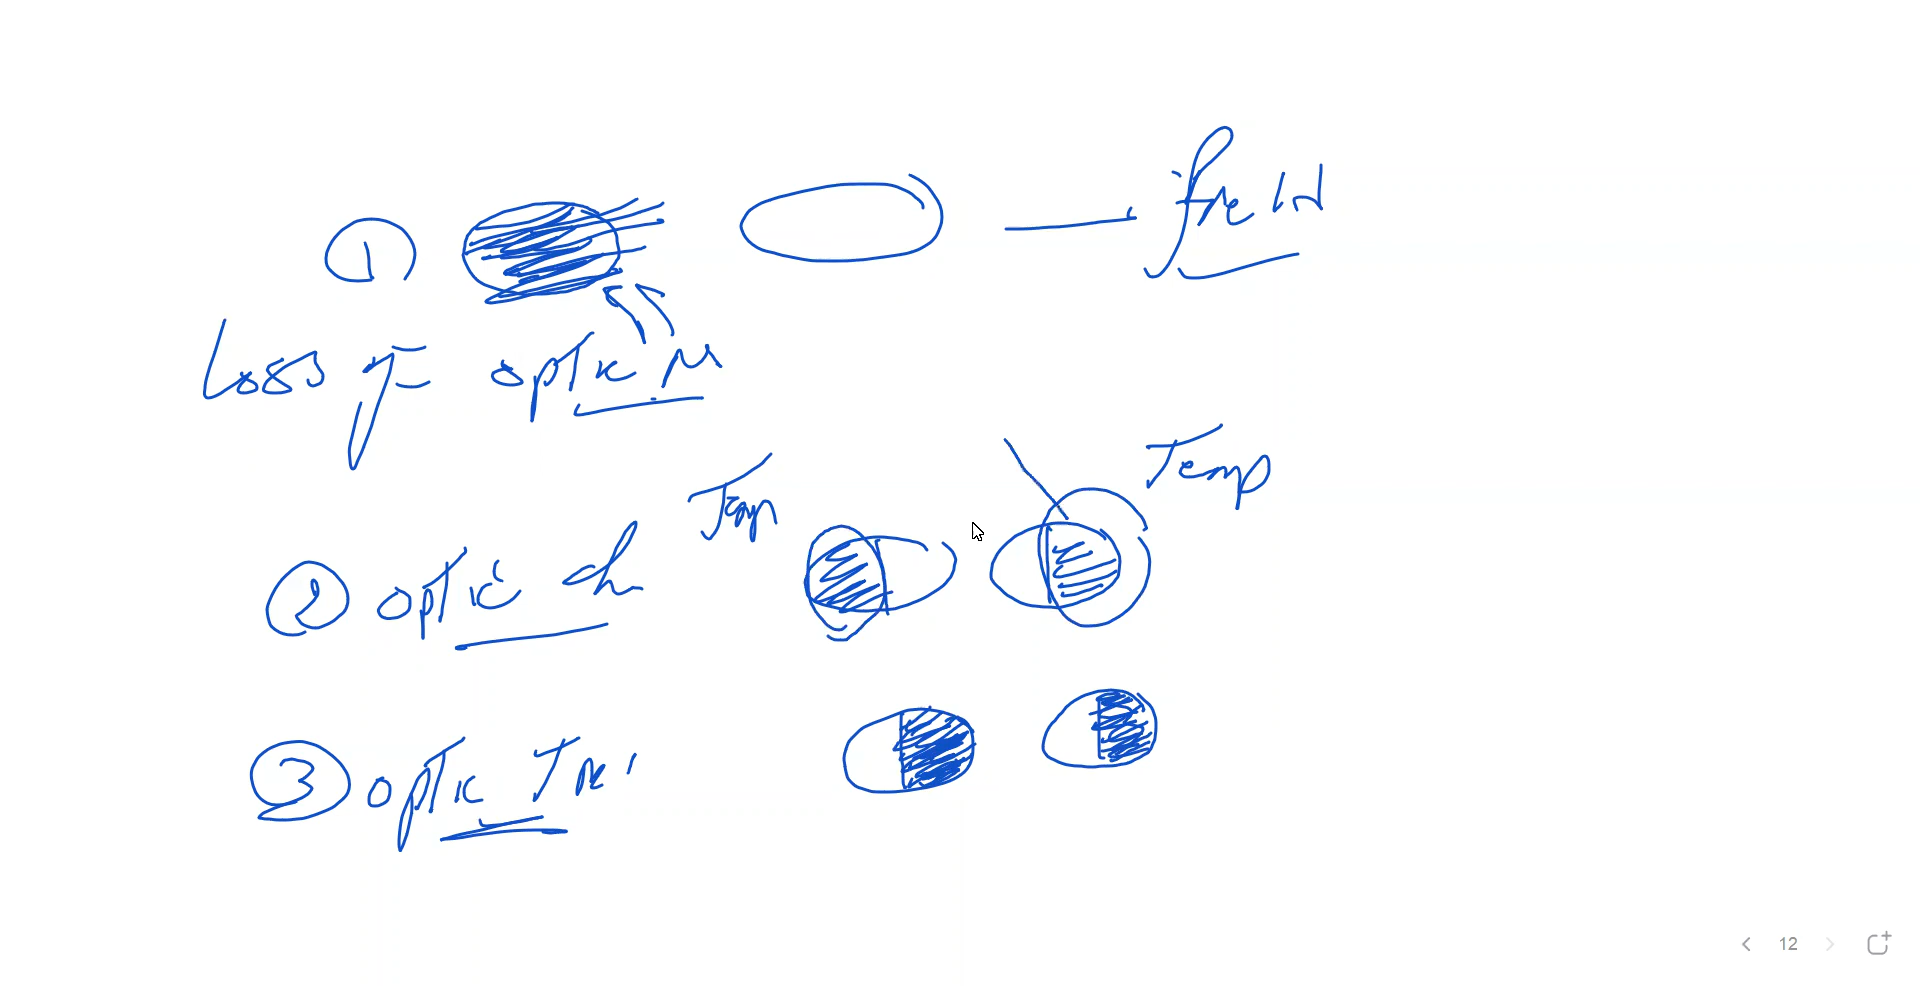 ① field
Loss of optic N
Temp
Temp
② optic ch
③ optic Tr
12